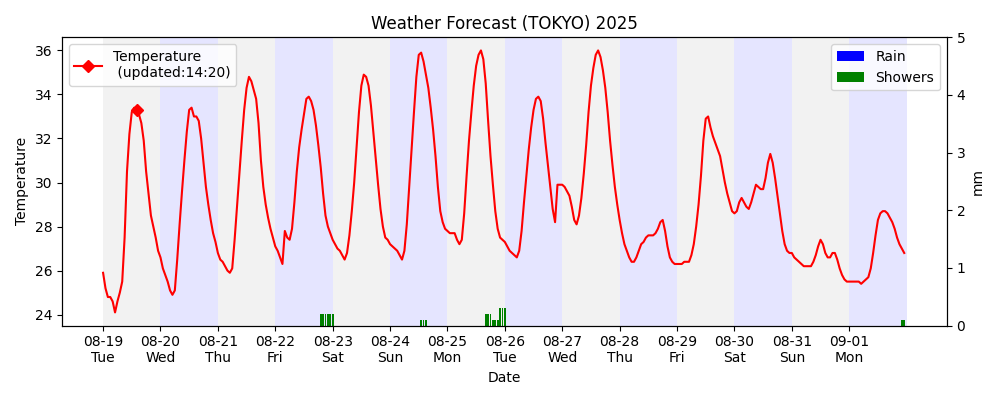 Weather Forecast (TOKYO) 2025
Temperature
(updated:14:20)
Rain
Showers
Temperature
36
34
32
30
28
26
24
5
4
3
2
1
0
mm
08-19 08-20 08-21 08-22 08-23 08-24 08-25 08-26 08-27 08-28 08-29 08-30 08-31 09-01
Tue Wed Thu Fri Sat Sun Mon Tue Wed Thu Fri Sat Sun Mon
Date